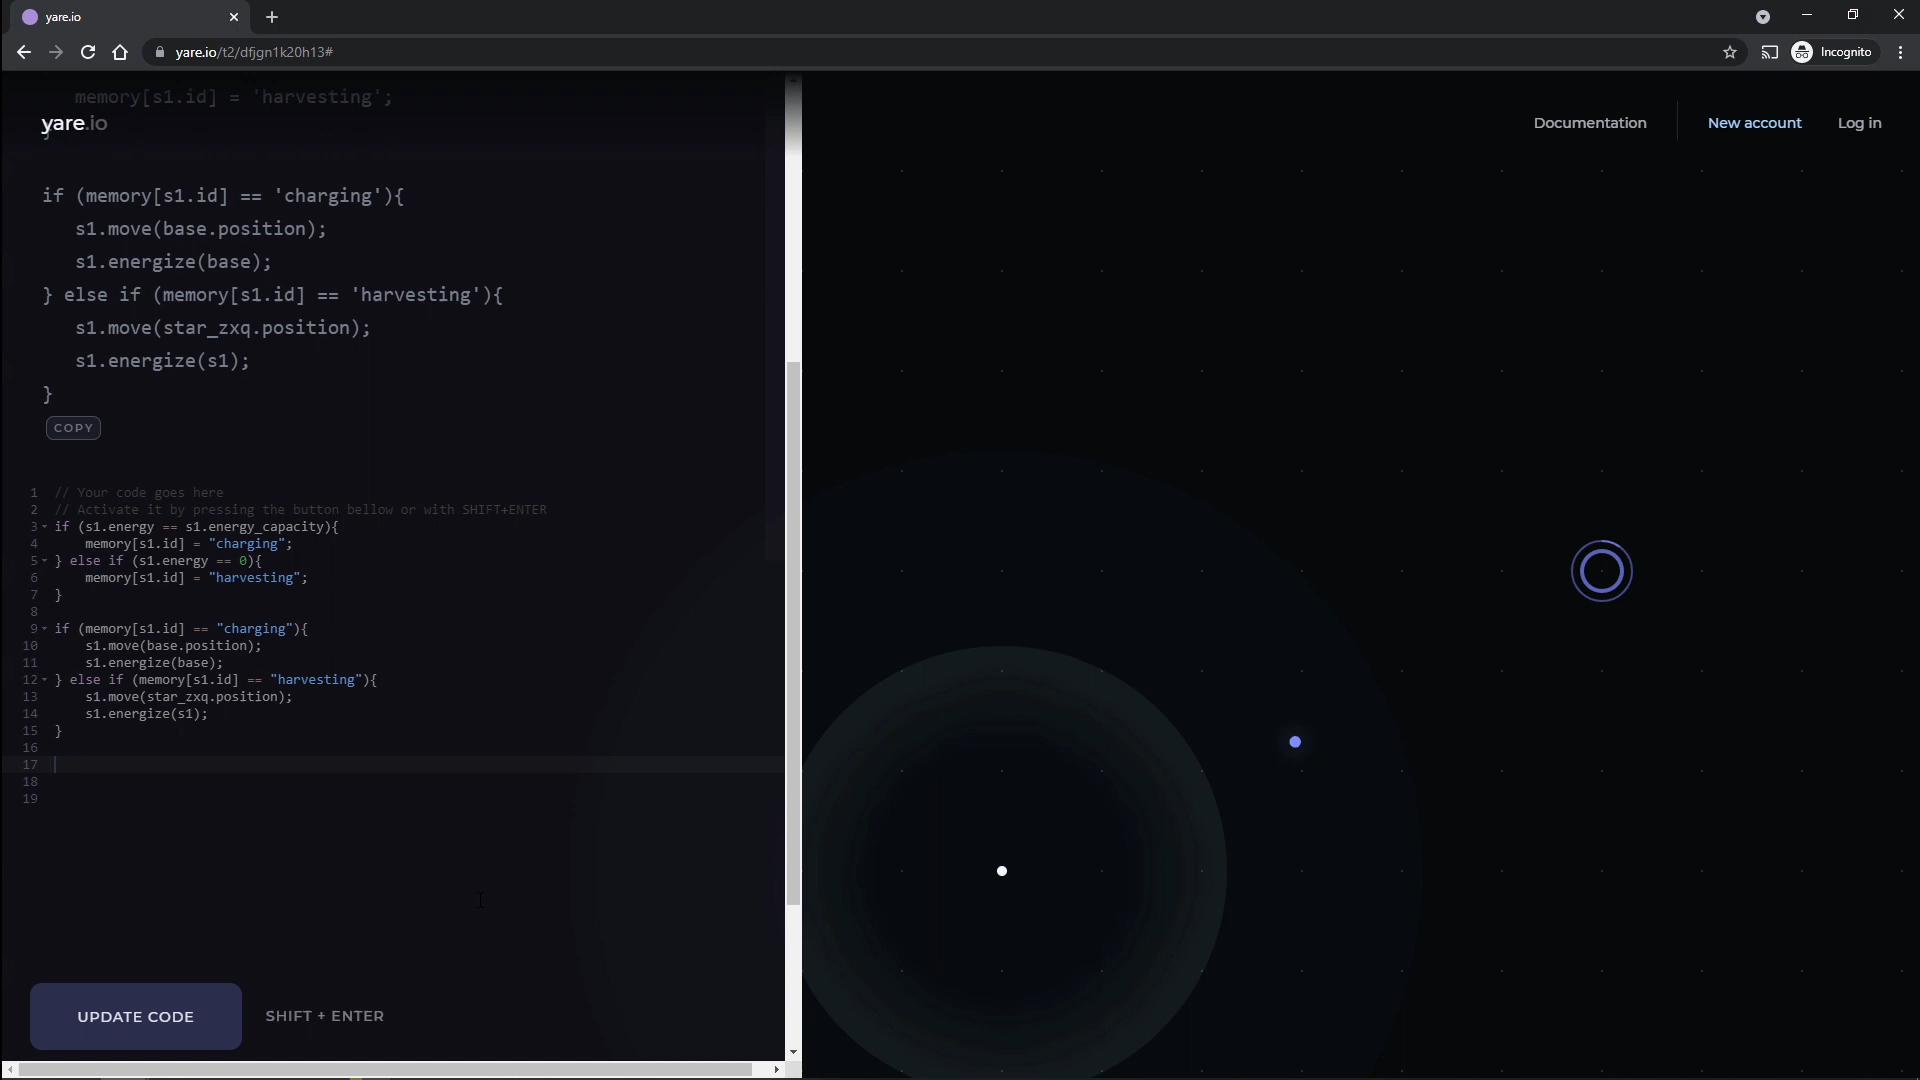 yare.io
yare.io/t2/dfjgn1k20h13#
Incognito
memory[s1.id] = 'harvesting';
}
yare.io
Documentation
New account
Log in
if (memory[s1.id] == 'charging'){
s1.move(base.position);
s1.energize(base);
} else if (memory[s1.id] == 'harvesting'){
s1.move(star_zxq.position);
s1.energize(s1);
}
COPY
1 // Your code goes here
2 // Activate it by pressing the button bellow or with SHIFT+ENTER
3 if (s1.energy == s1.energy_capacity){
4 memory[s1.id] = "charging";
5 } else if (s1.energy == 0){
6 memory[s1.id] = "harvesting";
7 }
8
9 if (memory[s1.id] == "charging"){
10 s1.move(base.position);
11 s1.energize(base);
12 } else if (memory[s1.id] == "harvesting"){
13 s1.move(star_zxq.position);
14 s1.energize(s1);
15 }
16
17
18
19
UPDATE CODE
SHIFT + ENTER